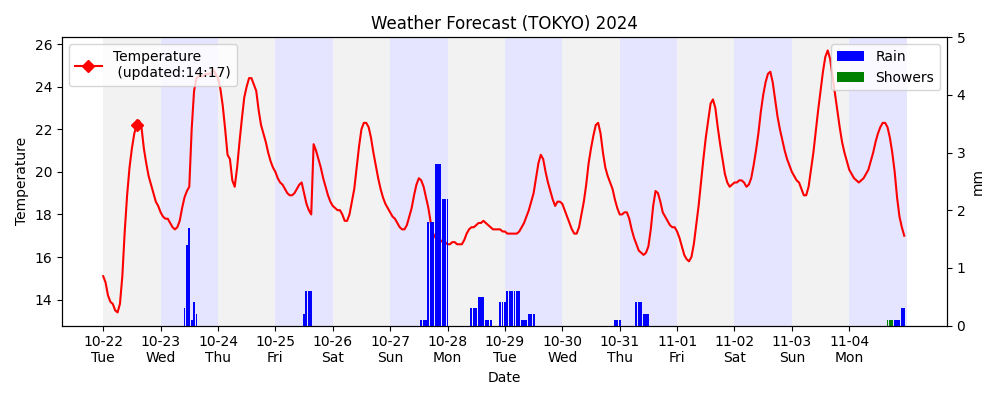 Weather Forecast (TOKYO) 2024
Temperature
(updated:14:17)
Rain
Showers
Temperature
26
24
22
20
18
16
14
5
4
3
2
1
0
mm
10-22 10-23 10-24 10-25 10-26 10-27 10-28 10-29 10-30 10-31 11-01 11-02 11-03 11-04
Tue Wed Thu Fri Sat Sun Mon Tue Wed Thu Fri Sat Sun Mon
Date